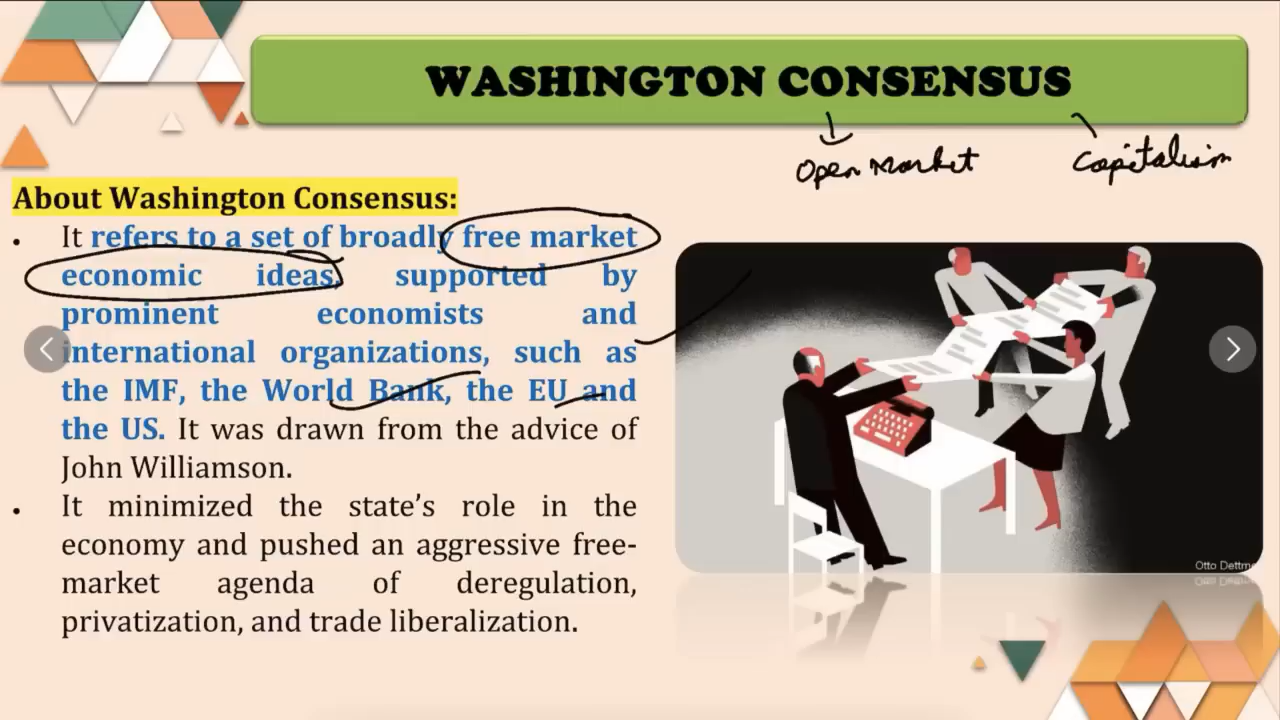 WASHINGTON CONSENSUS
Open Market
Capitalism
About Washington Consensus:
• It refers to a set of broadly free market
economic ideas, supported by
prominent economists and
international organizations, such as
the IMF, the World Bank, the EU and
the US. It was drawn from the advice of
John Williamson.
• It minimized the state's role in the
economy and pushed an aggressive free-
market agenda of deregulation,
privatization, and trade liberalization.